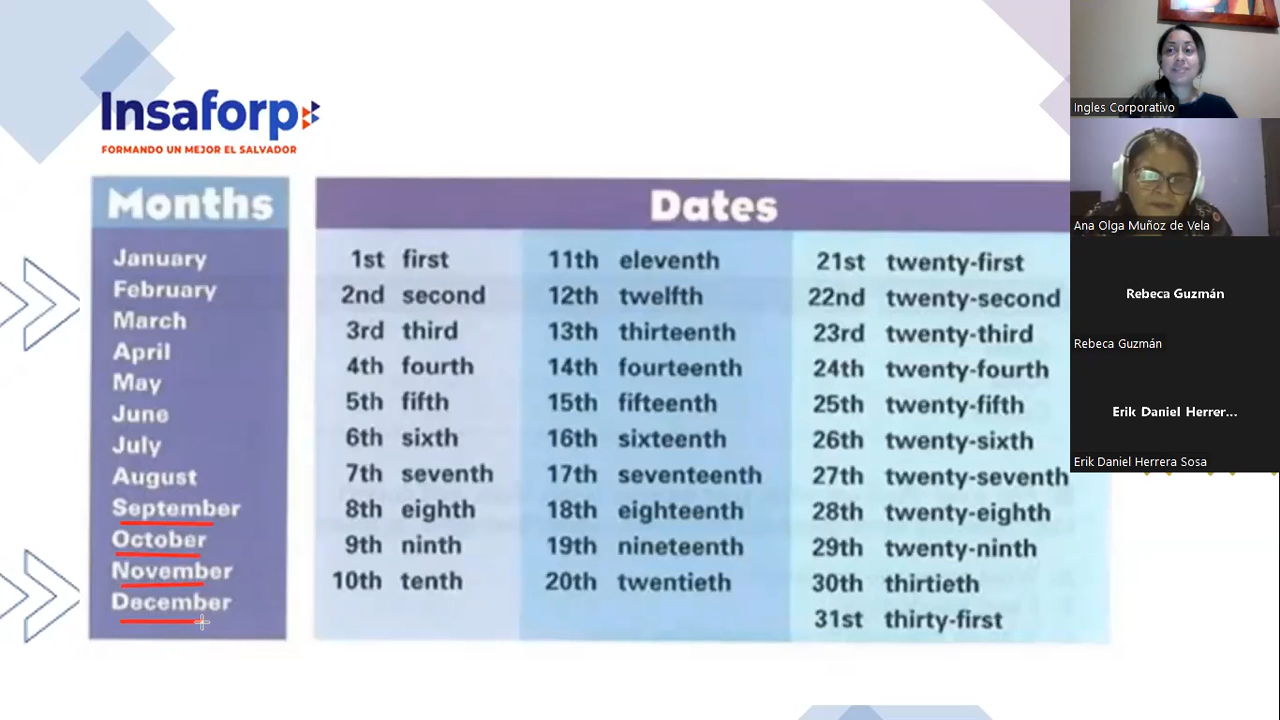 Insaforp
FORMANDO UN MEJOR EL SALVADOR
Months
January
February
March
April
May
June
July
August
September
October
November
December
Dates
1st first
2nd second
3rd third
4th fourth
5th fifth
6th sixth
7th seventh
8th eighth
9th ninth
10th tenth
11th eleventh
12th twelfth
13th thirteenth
14th fourteenth
15th fifteenth
16th sixteenth
17th seventeenth
18th eighteenth
19th nineteenth
20th twentieth
21st twenty-first
22nd twenty-second
23rd twenty-third
24th twenty-fourth
25th twenty-fifth
26th twenty-sixth
27th twenty-seventh
28th twenty-eighth
29th twenty-ninth
30th thirtieth
31st thirty-first
Ingles Corporativo
Ana Olga Muñoz de Vela
Rebeca Guzmán
Rebeca Guzmán
Erik Daniel Herrer...
Erik Daniel Herrera Sosa